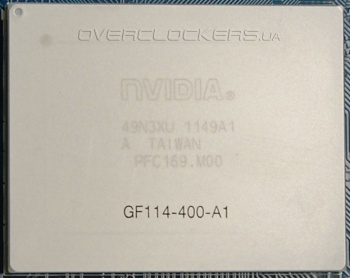 OVERCLOCKERS.UA
NVIDIA®
49N3XU 1149A1
A TAIWAN
PFC169.M00
GF114-400-A1